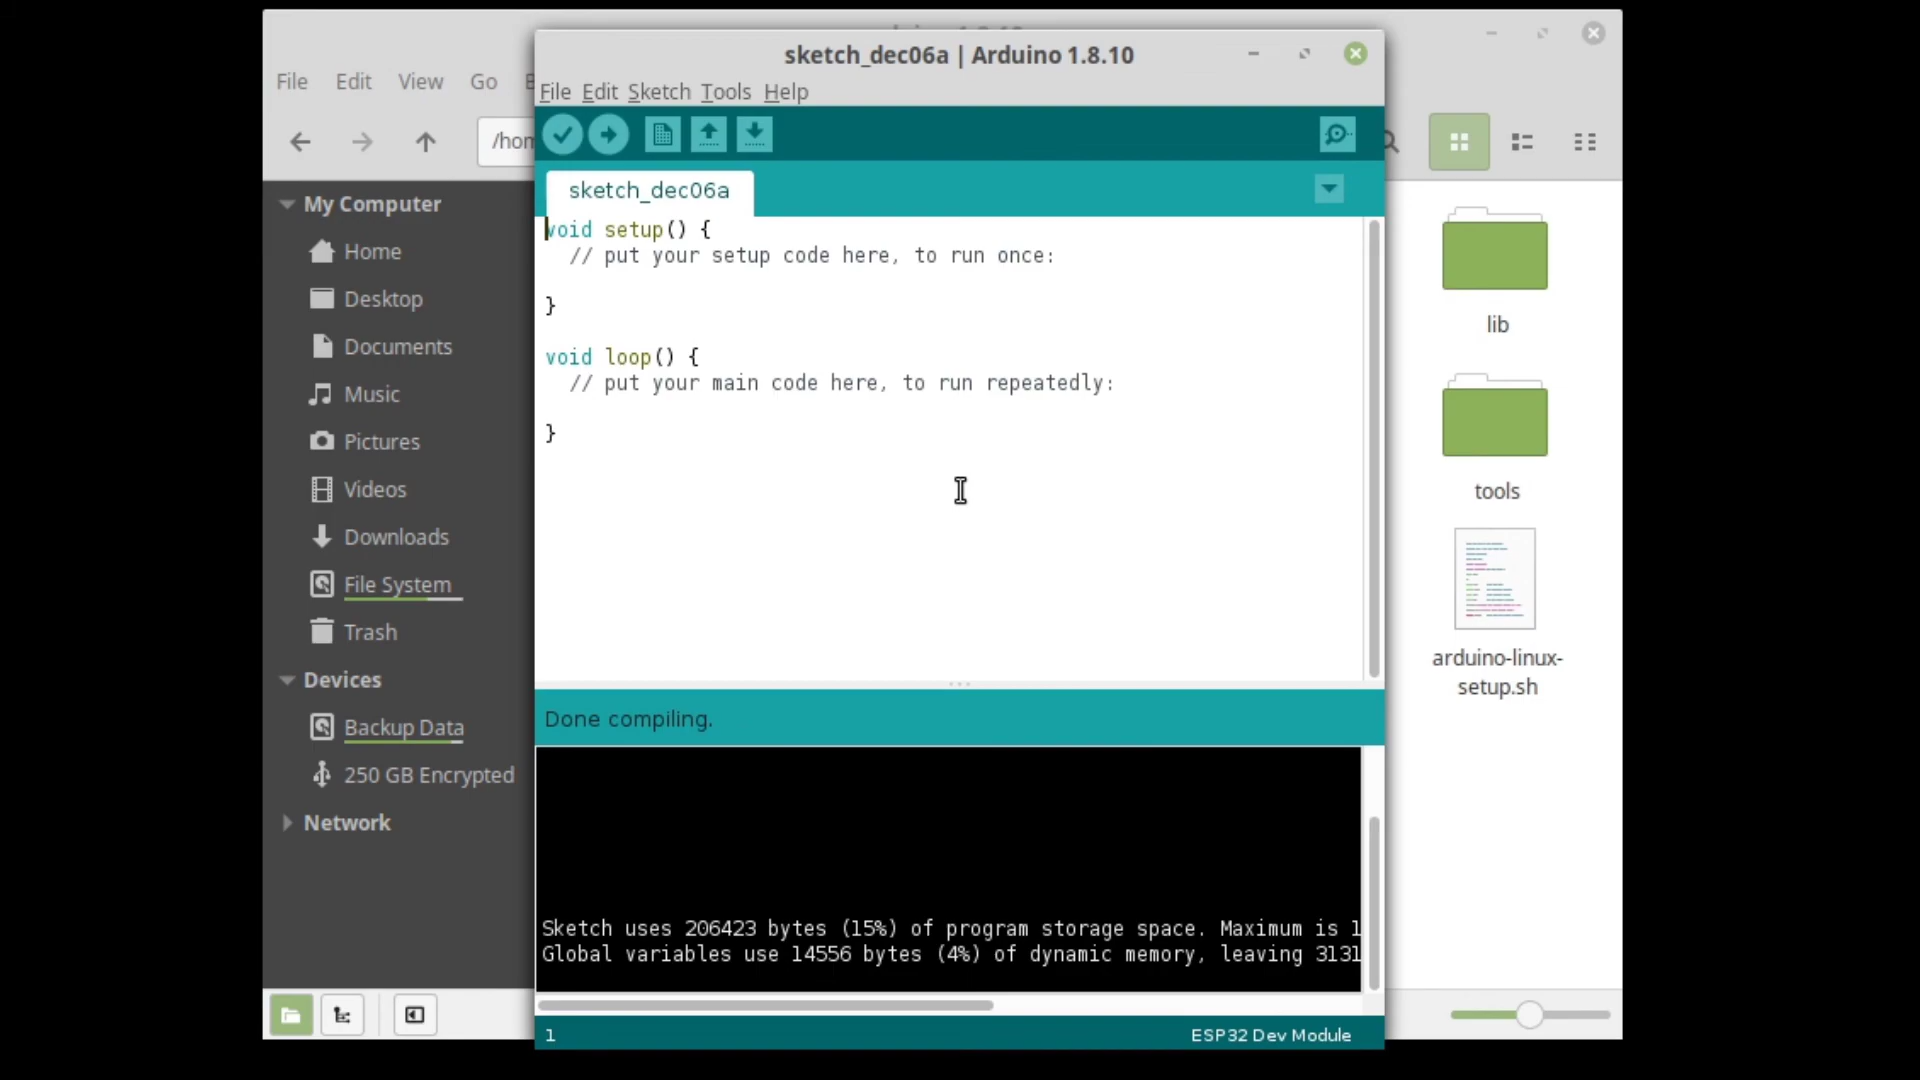 File Edit View Go
/hom
My Computer
Home
Desktop
Documents
Music
Pictures
Videos
Downloads
File System
Trash
Devices
Backup Data
250 GB Encrypted
Network
sketch_dec06a | Arduino 1.8.10
File Edit Sketch Tools Help
sketch_dec06a
void setup() {
// put your setup code here, to run once:
}
void loop() {
// put your main code here, to run repeatedly:
}
Done compiling.
Sketch uses 206423 bytes (15%) of program storage space. Maximum is 1
Global variables use 14556 bytes (4%) of dynamic memory, leaving 3131
1
ESP32 Dev Module
lib
tools
arduino-linux-
setup.sh